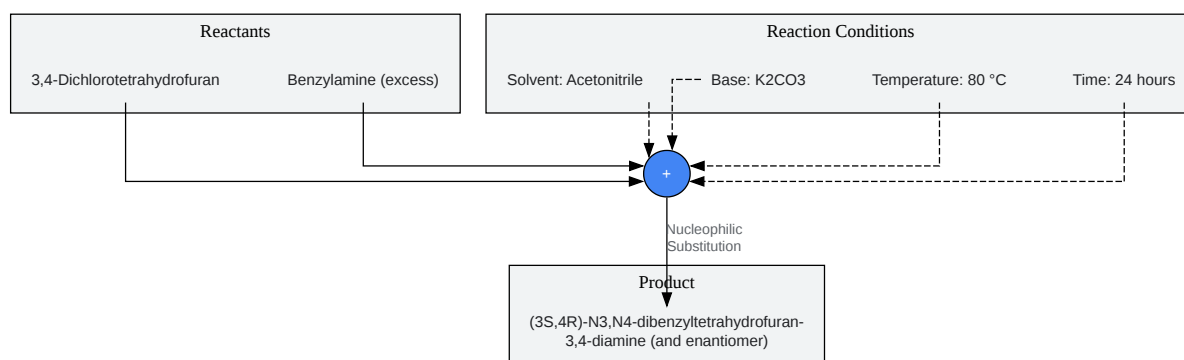 Reactants
3,4-Dichlorotetrahydrofuran
Benzylamine (excess)
Reaction Conditions
Solvent: Acetonitrile
Base: K2CO3
Temperature: 80 °C
Time: 24 hours
+
Nucleophilic
Substitution
Product
(3S,4R)-N3,N4-dibenzyltetrahydrofuran-
3,4-diamine (and enantiomer)